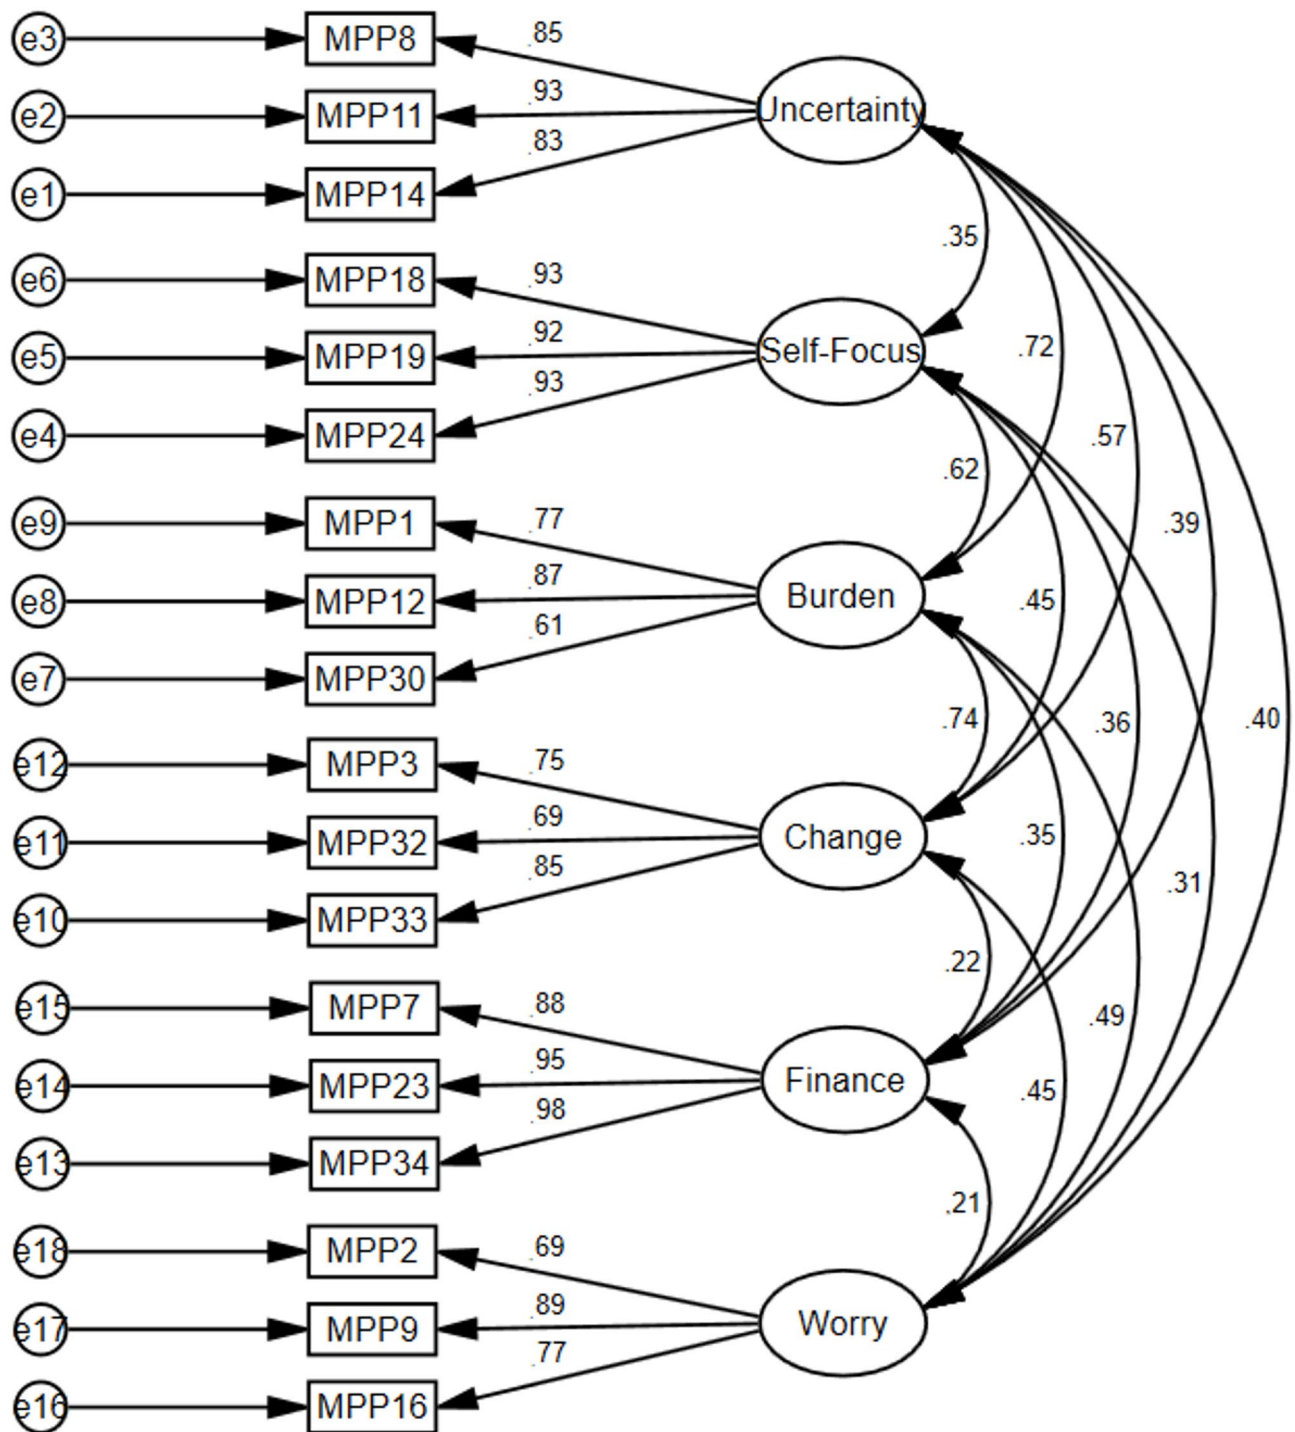 e3 MPP8 .85
e2 MPP11 .93 Uncertainty
e1 MPP14 .83
.35
e6 MPP18 .93
e5 MPP19 .92 Self-Focus .72
e4 MPP24 .93 .57
.62
e9 MPP1 .77 .39
e8 MPP12 .87 Burden .45
e7 MPP30 .61
.74 .36 .40
e12 MPP3 .75
e11 MPP32 .69 Change .35
e10 MPP33 .85 .31
.22
e15 MPP7 .88 .49
e14 MPP23 .95 Finance .45
e13 MPP34 .98
.21
e18 MPP2 .69
e17 MPP9 .89 Worry
e16 MPP16 .77